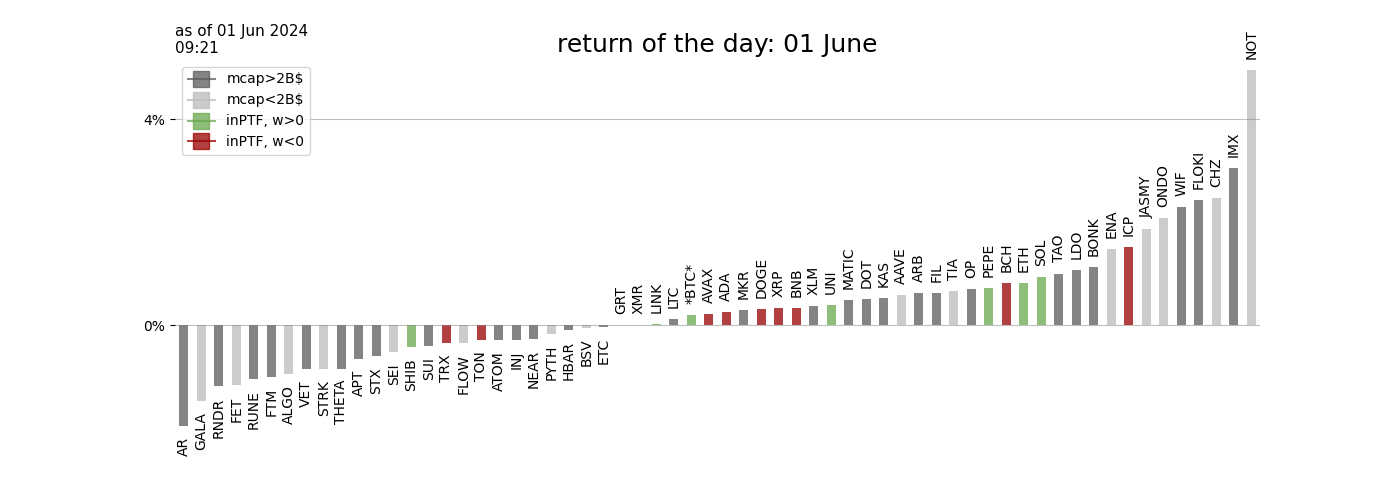 as of 01 Jun 2024
09:21
return of the day: 01 June
mcap>2B$
mcap<2B$
inPTF, w>0
inPTF, w<0
4%
0%
AR
GALA
RNDR
FET
RUNE
FTM
ALGO
VET
STRK
THETA
APT
STX
SEI
SHIB
SUI
TRX
FLOW
TON
ATOM
INJ
NEAR
PYTH
HBAR
BSV
ETC
GRT
XMR
LINK
LTC
*BTC*
AVAX
ADA
MKR
DOGE
XRP
BNB
XLM
UNI
MATIC
DOT
KAS
AAVE
ARB
FIL
TIA
OP
PEPE
BCH
ETH
SOL
TAO
LDO
BONK
ENA
ICP
JASMY
ONDO
WIF
FLOKI
CHZ
IMX
NOT